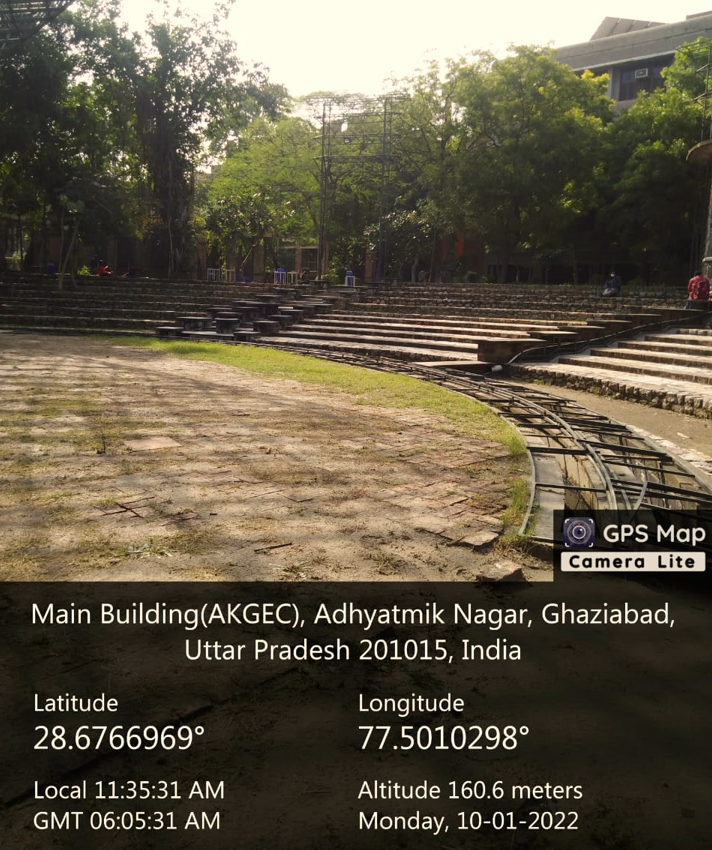 GPS Map
Camera Lite
Main Building(AKGEC), Adhyatmik Nagar, Ghaziabad,
Uttar Pradesh 201015, India
Latitude
28.6766969°
Longitude
77.5010298°
Local 11:35:31 AM
GMT 06:05:31 AM
Altitude 160.6 meters
Monday, 10-01-2022